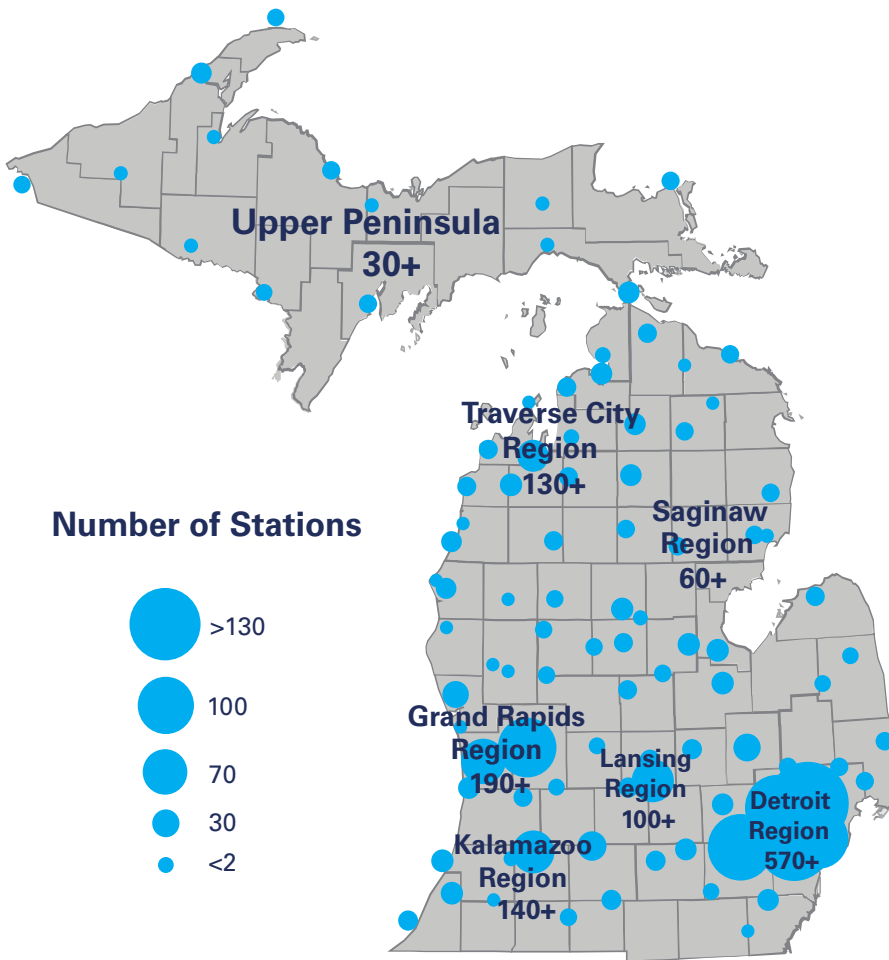 Upper Peninsula
30+
Traverse City
Region
130+
Number of Stations
Saginaw
Region
60+
>130
100
70
30
<2
Grand Rapids
Region
190+
Lansing
Region
100+
Detroit
Region
570+
Kalamazoo
Region
140+